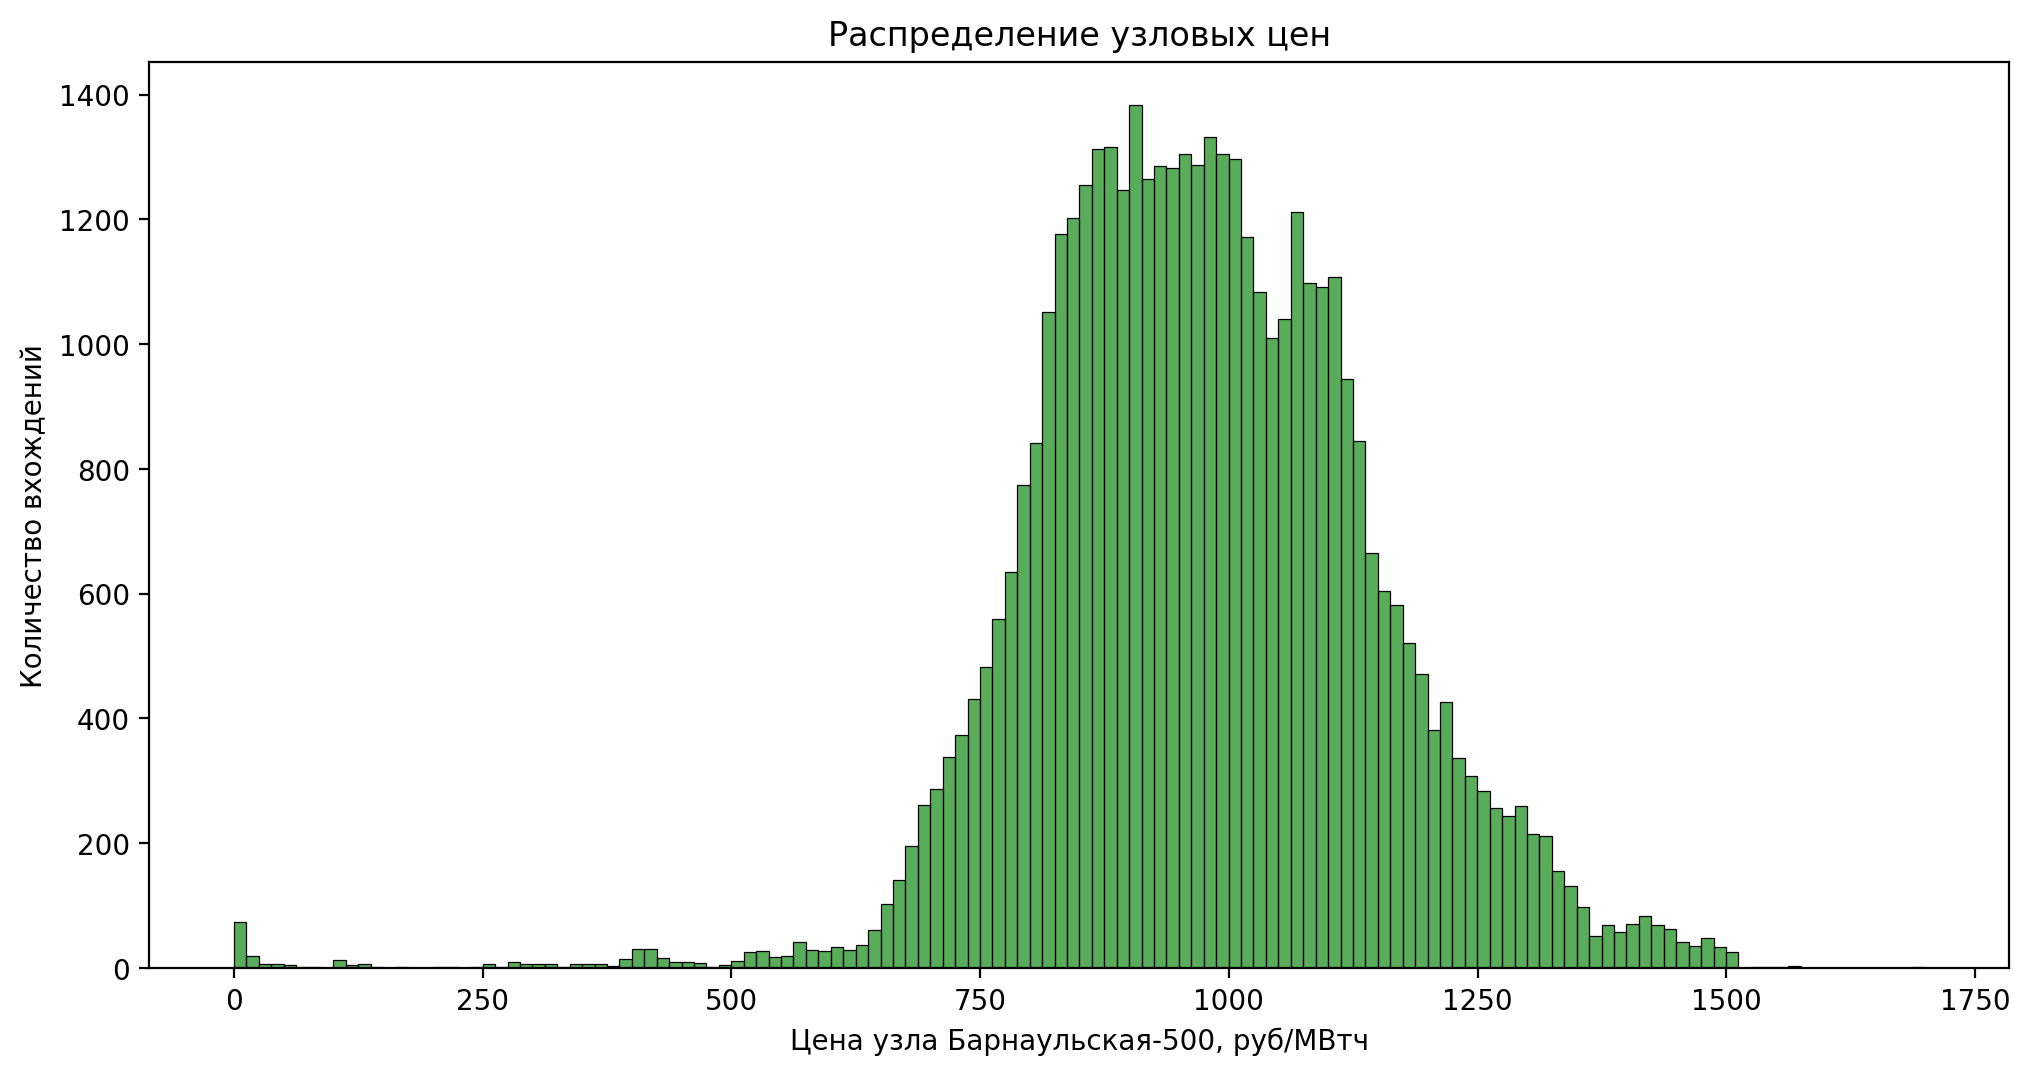 Распределение узловых цен
1400
1200
1000
800
600
400
200
0
Количество вхождений
0 250 500 750 1000 1250 1500 1750
Цена узла Барнаульская-500, руб/МВтч